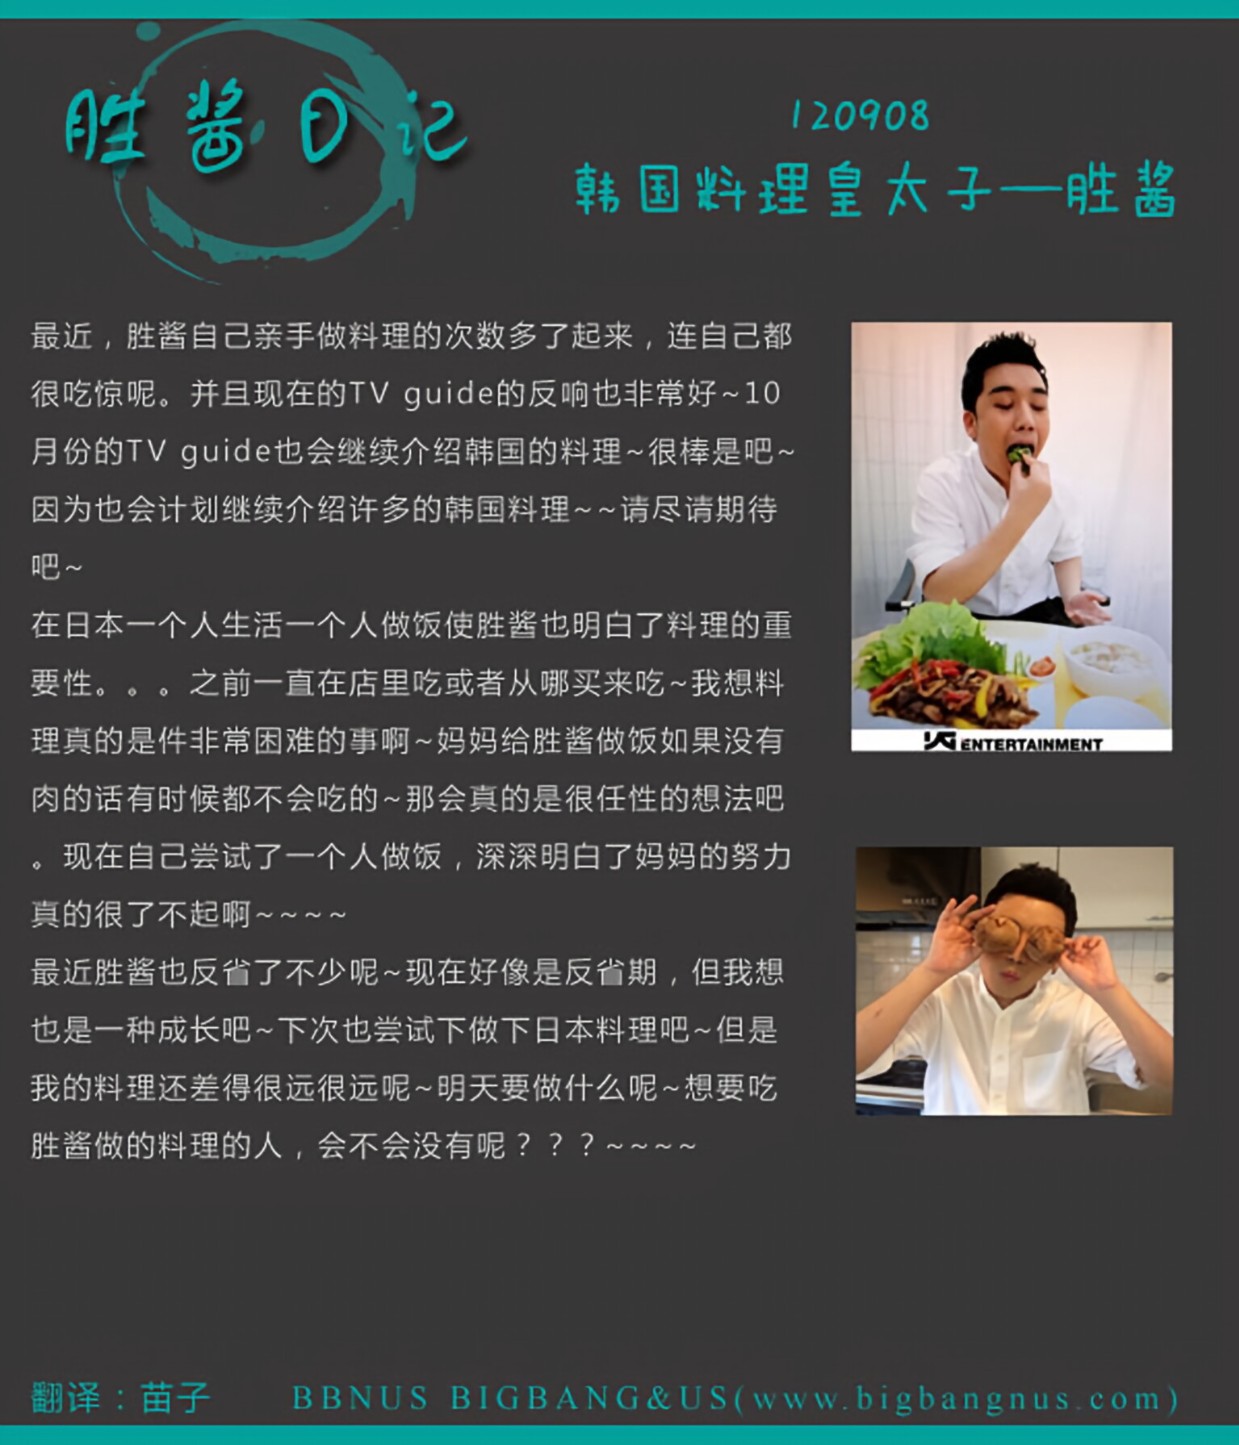 胜酱日记
120908
韩国料理皇太子—胜酱
最近，胜酱自己亲手做料理的次数多了起来，连自己都
很吃惊呢。并且现在的TV guide的反响也非常好~10
月份的TV guide也会继续介绍韩国的料理~很棒是吧~
因为也会计划继续介绍许多的韩国料理~~请尽请期待
吧~
在日本一个人生活一个人做饭使胜酱也明白了料理的重
要性。。。之前一直在店里吃或者从哪买来吃~我想料
理真的是件非常困难的事啊~妈妈给胜酱做饭如果没有
肉的话有时候都不会吃的~那会真的是很任性的想法吧
。现在自己尝试了一个人做饭，深深明白了妈妈的努力
真的很了不起啊~~~~
最近胜酱也反省了不少呢~现在好像是反省期，但我想
也是一种成长吧~下次也尝试下做下日本料理吧~但是
我的料理还差得很远很远呢~明天要做什么呢~想要吃
胜酱做的料理的人，会不会没有呢？？？~~~~
YG ENTERTAINMENT
翻译：苗子 BBNUS BIGBANG&US(www.bigbangnus.com)